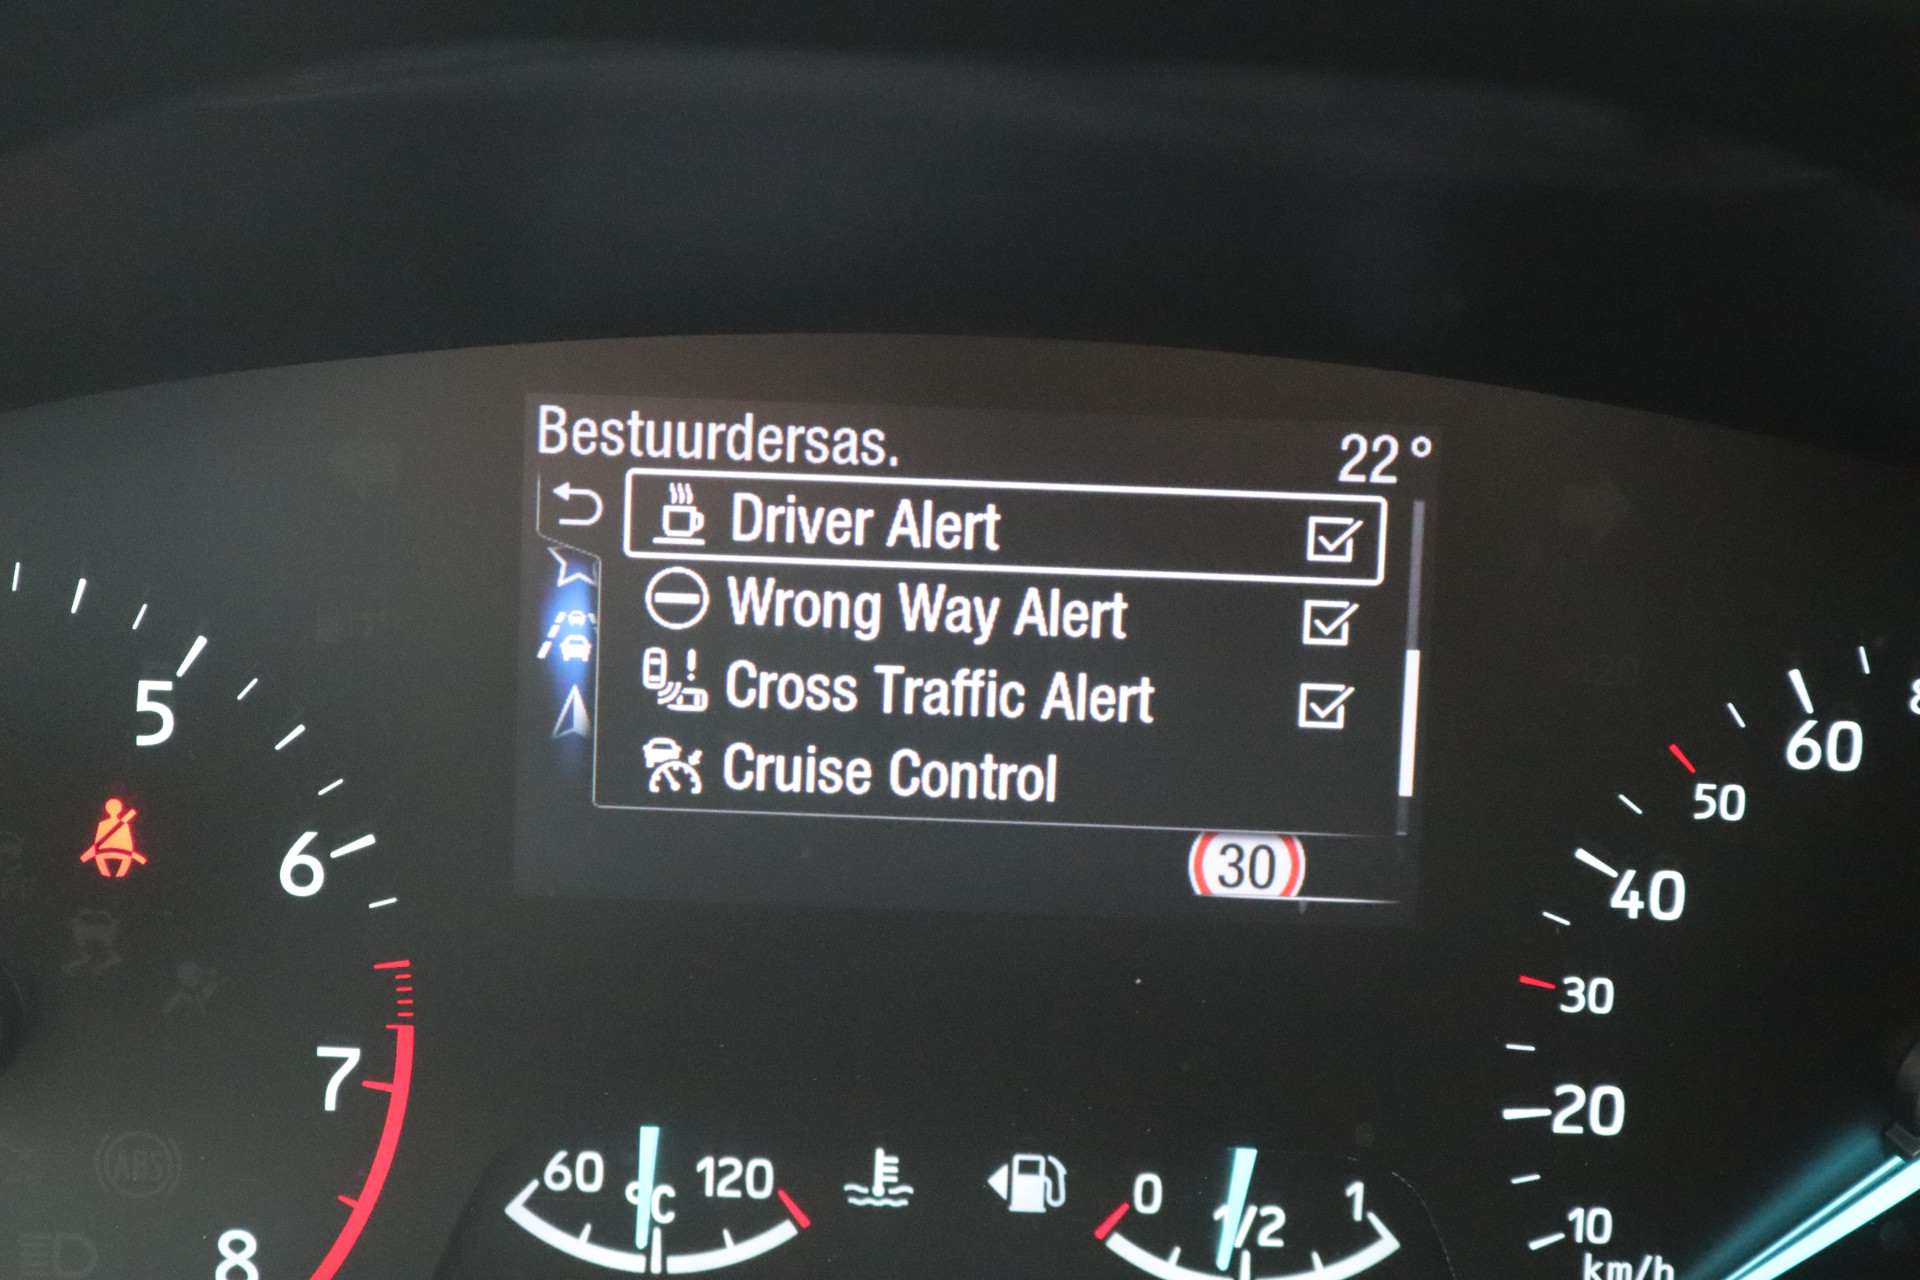 Bestuurdersas. 22°
Driver Alert
Wrong Way Alert
Cross Traffic Alert
Cruise Control
30
5
6
7
8
60 °C 120
0 1/2 1
60
50
40
30
20
10
km/h
ABS